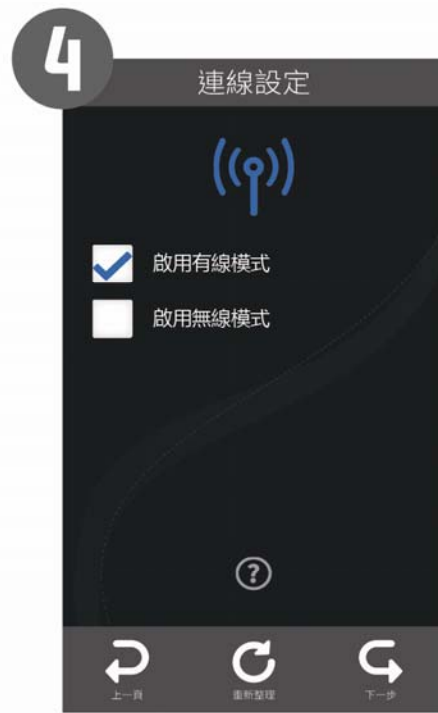 4
連線設定
啟用有線模式
啟用無線模式
?
上一頁
重新整理
下一步